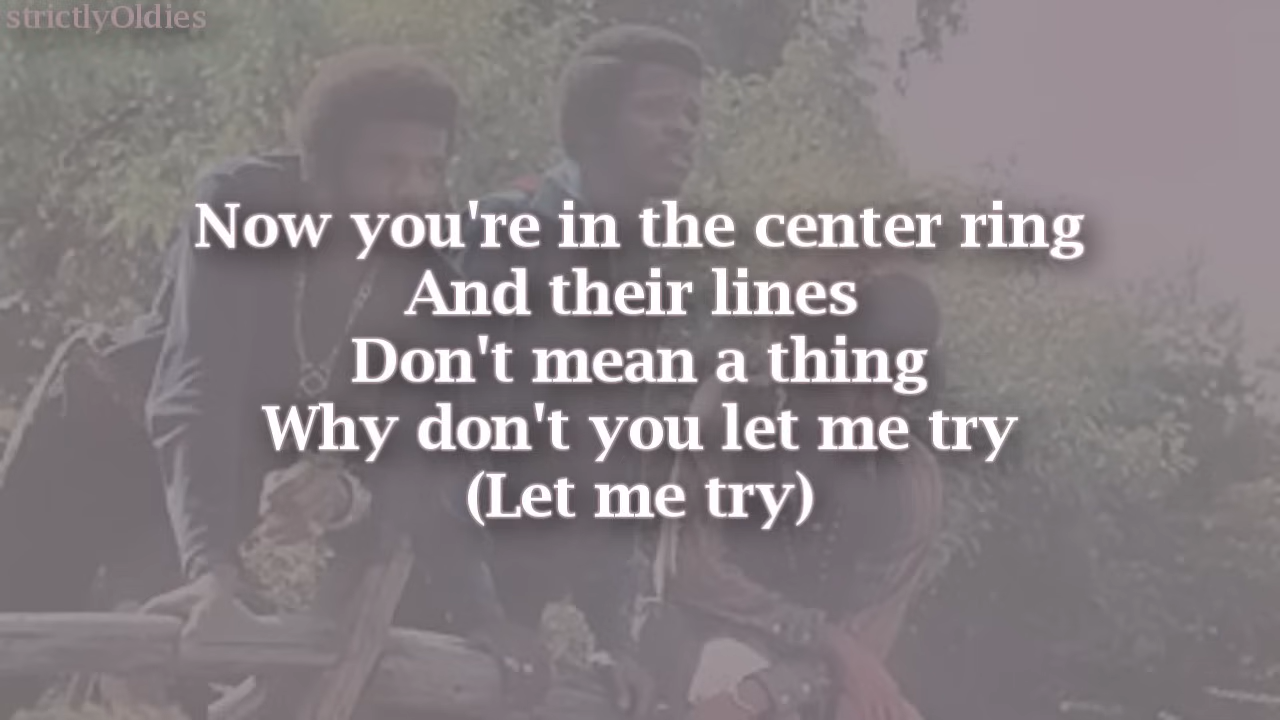 strictlyOldies
Now you're in the center ring
And their lines
Don't mean a thing
Why don't you let me try
(Let me try)